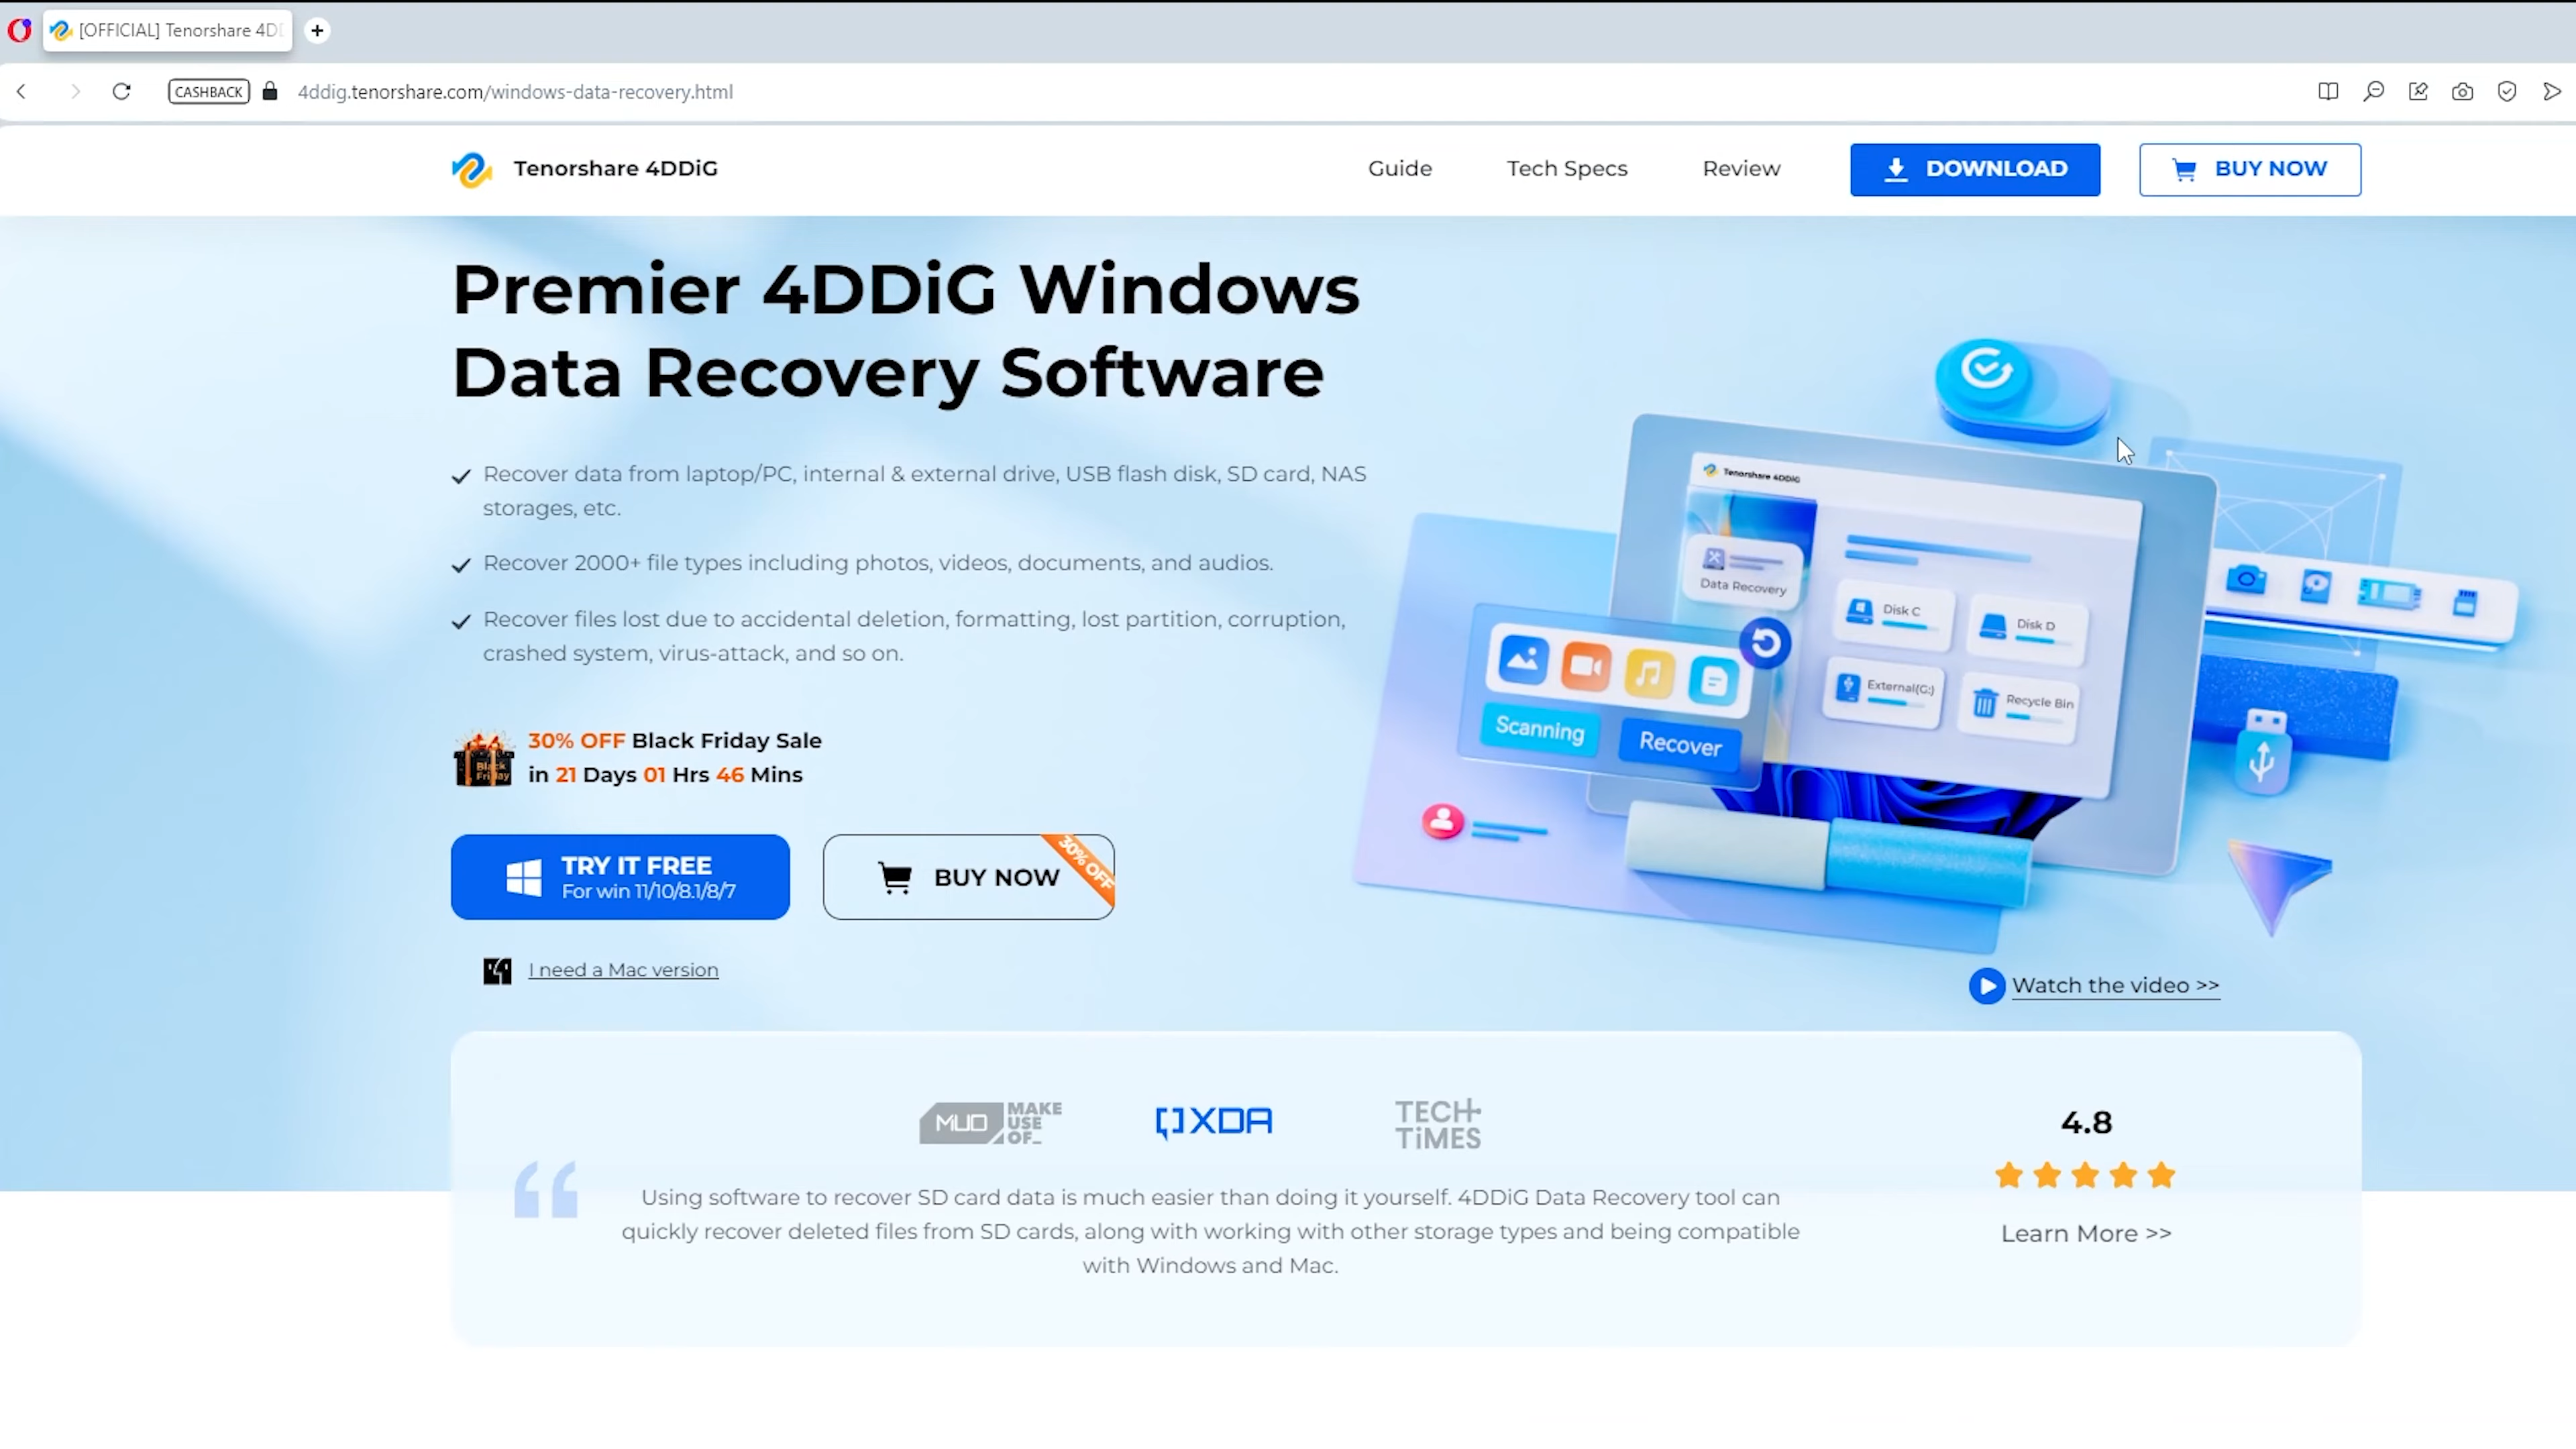 [OFFICIAL] Tenorshare 4DD
CASHBACK
4ddig.tenorshare.com/windows-data-recovery.html
Tenorshare 4DDiG
Guide
Tech Specs
Review
DOWNLOAD
BUY NOW
Premier 4DDiG Windows
Data Recovery Software
Recover data from laptop/PC, internal & external drive, USB flash disk, SD card, NAS
storages, etc.
Recover 2000+ file types including photos, videos, documents, and audios.
Recover files lost due to accidental deletion, formatting, lost partition, corruption,
crashed system, virus-attack, and so on.
Tenorshare 4DDiG
Data Recovery
Disk C
Disk D
External(G:)
Recycle Bin
Scanning
Recover
Black
Friday
30% OFF Black Friday Sale
in 21 Days 01 Hrs 46 Mins
TRY IT FREE
For win 11/10/8.1/8/7
BUY NOW
30% OFF
I need a Mac version
Watch the video >>
MUO MAKE
USE
OF_
XDA
TECH
TiMES
4.8
Using software to recover SD card data is much easier than doing it yourself. 4DDiG Data Recovery tool can
quickly recover deleted files from SD cards, along with working with other storage types and being compatible
with Windows and Mac.
Learn More >>